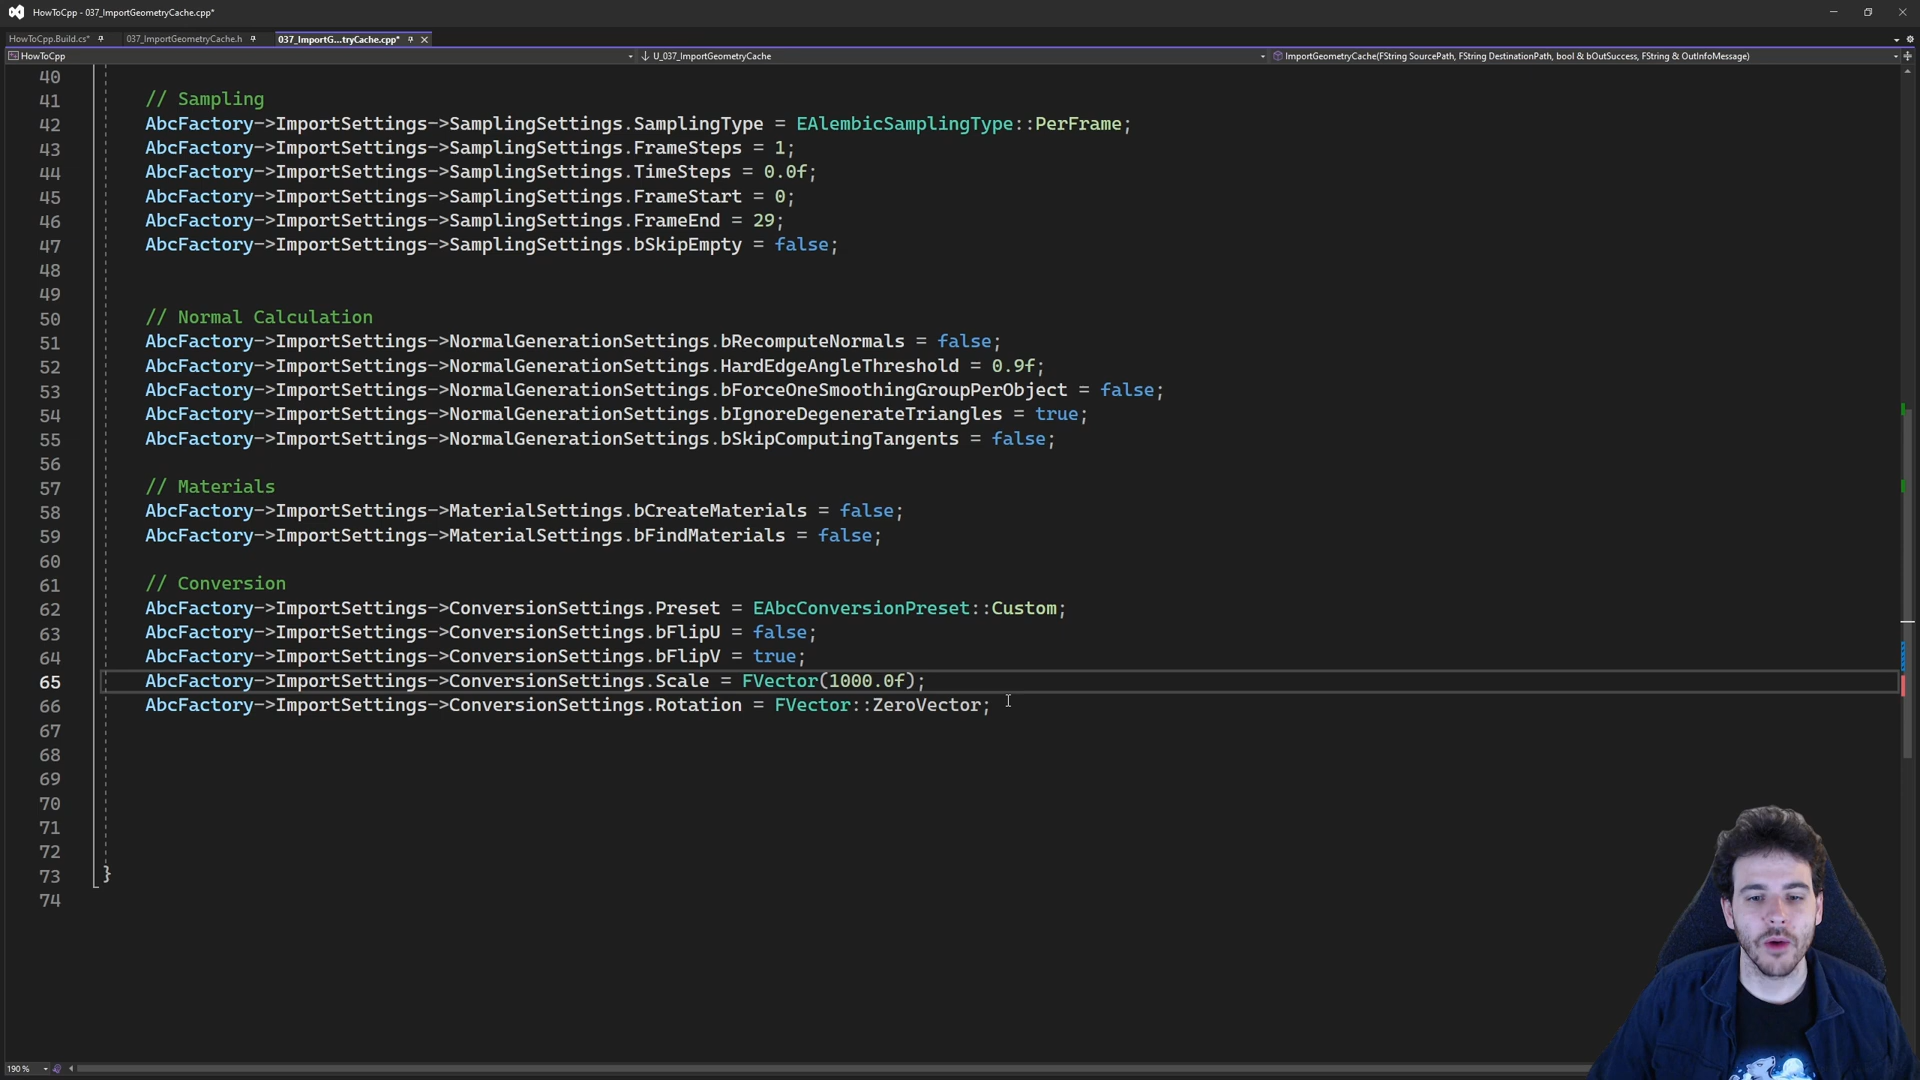 HowToCpp - 037_ImportGeometryCache.cpp*
HowToCpp.Build.cs*
037_ImportGeometryCache.h
037_ImportG...tryCache.cpp*
HowToCpp
U_037_ImportGeometryCache
ImportGeometryCache(FString SourcePath, FString DestinationPath, bool & bOutSuccess, FString & OutInfoMessage)
40
41 // Sampling
42 AbcFactory->ImportSettings->SamplingSettings.SamplingType = EAlembicSamplingType::PerFrame;
43 AbcFactory->ImportSettings->SamplingSettings.FrameSteps = 1;
44 AbcFactory->ImportSettings->SamplingSettings.TimeSteps = 0.0f;
45 AbcFactory->ImportSettings->SamplingSettings.FrameStart = 0;
46 AbcFactory->ImportSettings->SamplingSettings.FrameEnd = 29;
47 AbcFactory->ImportSettings->SamplingSettings.bSkipEmpty = false;
48
49
50 // Normal Calculation
51 AbcFactory->ImportSettings->NormalGenerationSettings.bRecomputeNormals = false;
52 AbcFactory->ImportSettings->NormalGenerationSettings.HardEdgeAngleThreshold = 0.9f;
53 AbcFactory->ImportSettings->NormalGenerationSettings.bForceOneSmoothingGroupPerObject = false;
54 AbcFactory->ImportSettings->NormalGenerationSettings.bIgnoreDegenerateTriangles = true;
55 AbcFactory->ImportSettings->NormalGenerationSettings.bSkipComputingTangents = false;
56
57 // Materials
58 AbcFactory->ImportSettings->MaterialSettings.bCreateMaterials = false;
59 AbcFactory->ImportSettings->MaterialSettings.bFindMaterials = false;
60
61 // Conversion
62 AbcFactory->ImportSettings->ConversionSettings.Preset = EAbcConversionPreset::Custom;
63 AbcFactory->ImportSettings->ConversionSettings.bFlipU = false;
64 AbcFactory->ImportSettings->ConversionSettings.bFlipV = true;
65 AbcFactory->ImportSettings->ConversionSettings.Scale = FVector(1000.0f);
66 AbcFactory->ImportSettings->ConversionSettings.Rotation = FVector::ZeroVector;
67
68
69
70
71
72
73 }
74
190 %